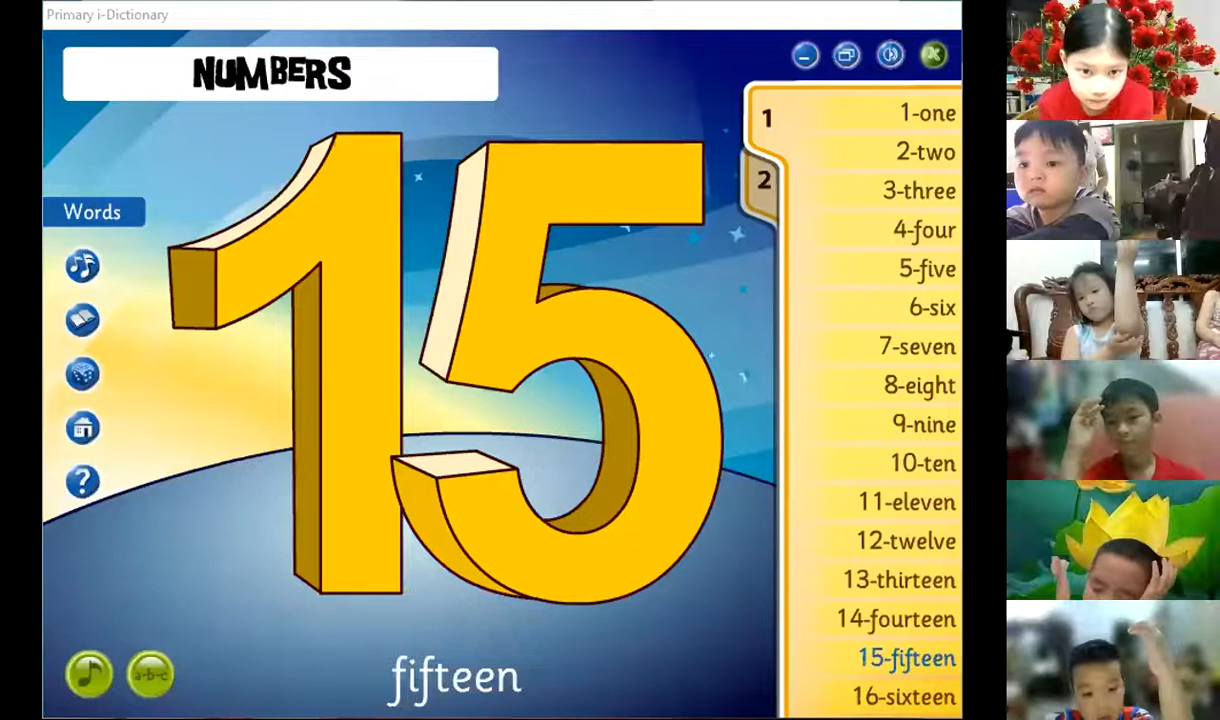 Primary i-Dictionary
NUMBERS
Words
15
fifteen
a-b-c
1
2
1-one
2-two
3-three
4-four
5-five
6-six
7-seven
8-eight
9-nine
10-ten
11-eleven
12-twelve
13-thirteen
14-fourteen
15-fifteen
16-sixteen